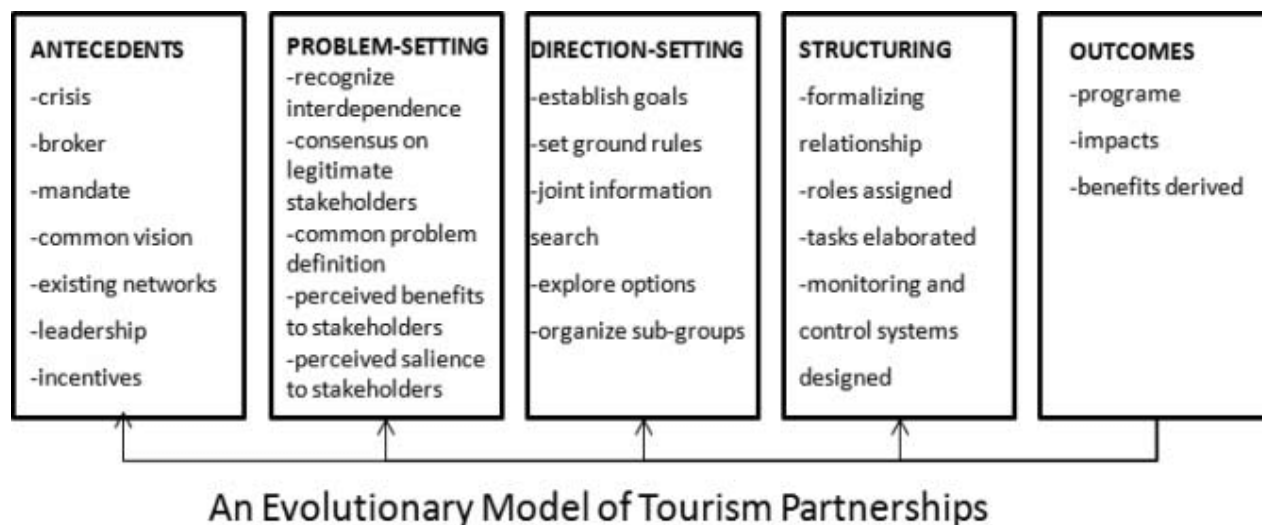 ANTECEDENTS
-crisis
-broker
-mandate
-common vision
-existing networks
-leadership
-incentives
PROBLEM-SETTING
-recognize
interdependence
-consensus on
legitimate
stakeholders
-common problem
definition
-perceived benefits
to stakeholders
-perceived salience
to stakeholders
DIRECTION-SETTING
-establish goals
-set ground rules
-joint information
search
-explore options
-organize sub-groups
STRUCTURING
-formalizing
relationship
-roles assigned
-tasks elaborated
-monitoring and
control systems
designed
OUTCOMES
-programe
-impacts
-benefits derived
An Evolutionary Model of Tourism Partnerships